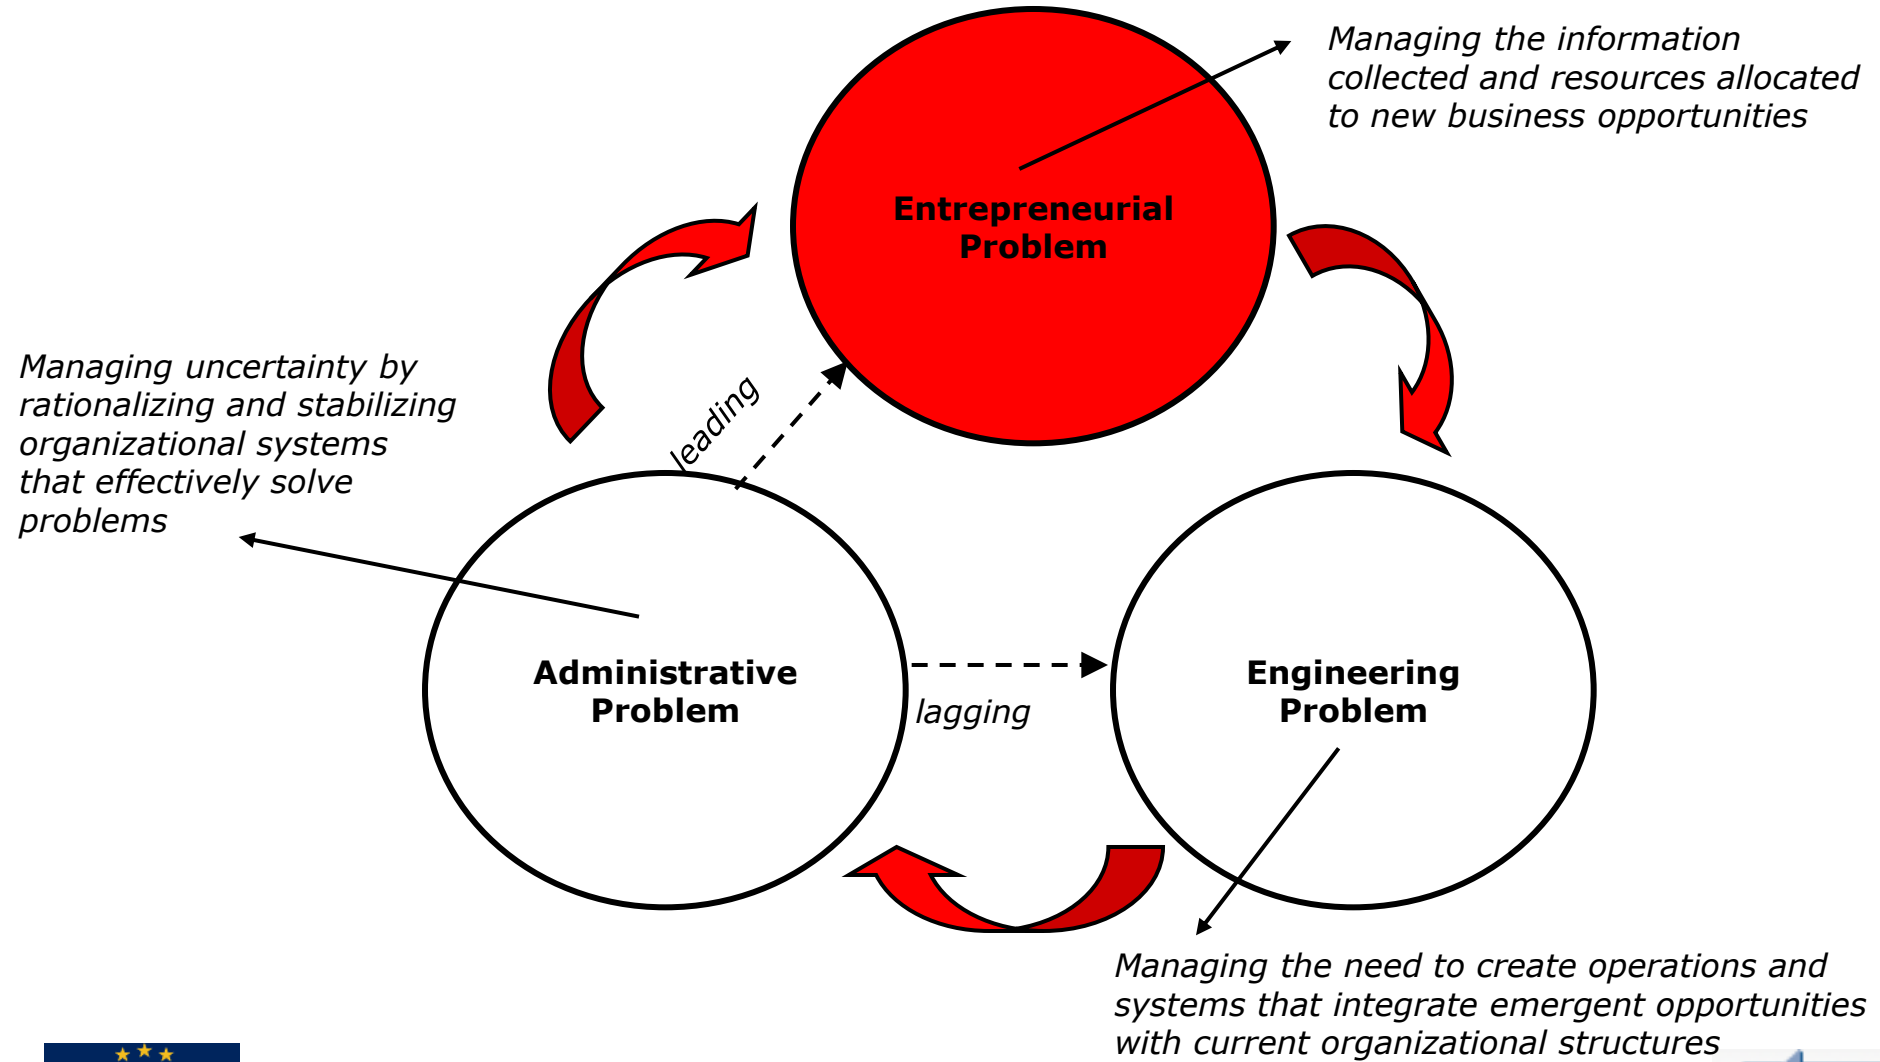 Managing the information
collected and resources allocated
to new business opportunities
Entrepreneurial
Problem
Managing uncertainty by
rationalizing and stabilizing
organizational systems
that effectively solve
problems
leading
Administrative
Problem
lagging
Engineering
Problem
Managing the need to create operations and
systems that integrate emergent opportunities
with current organizational structures